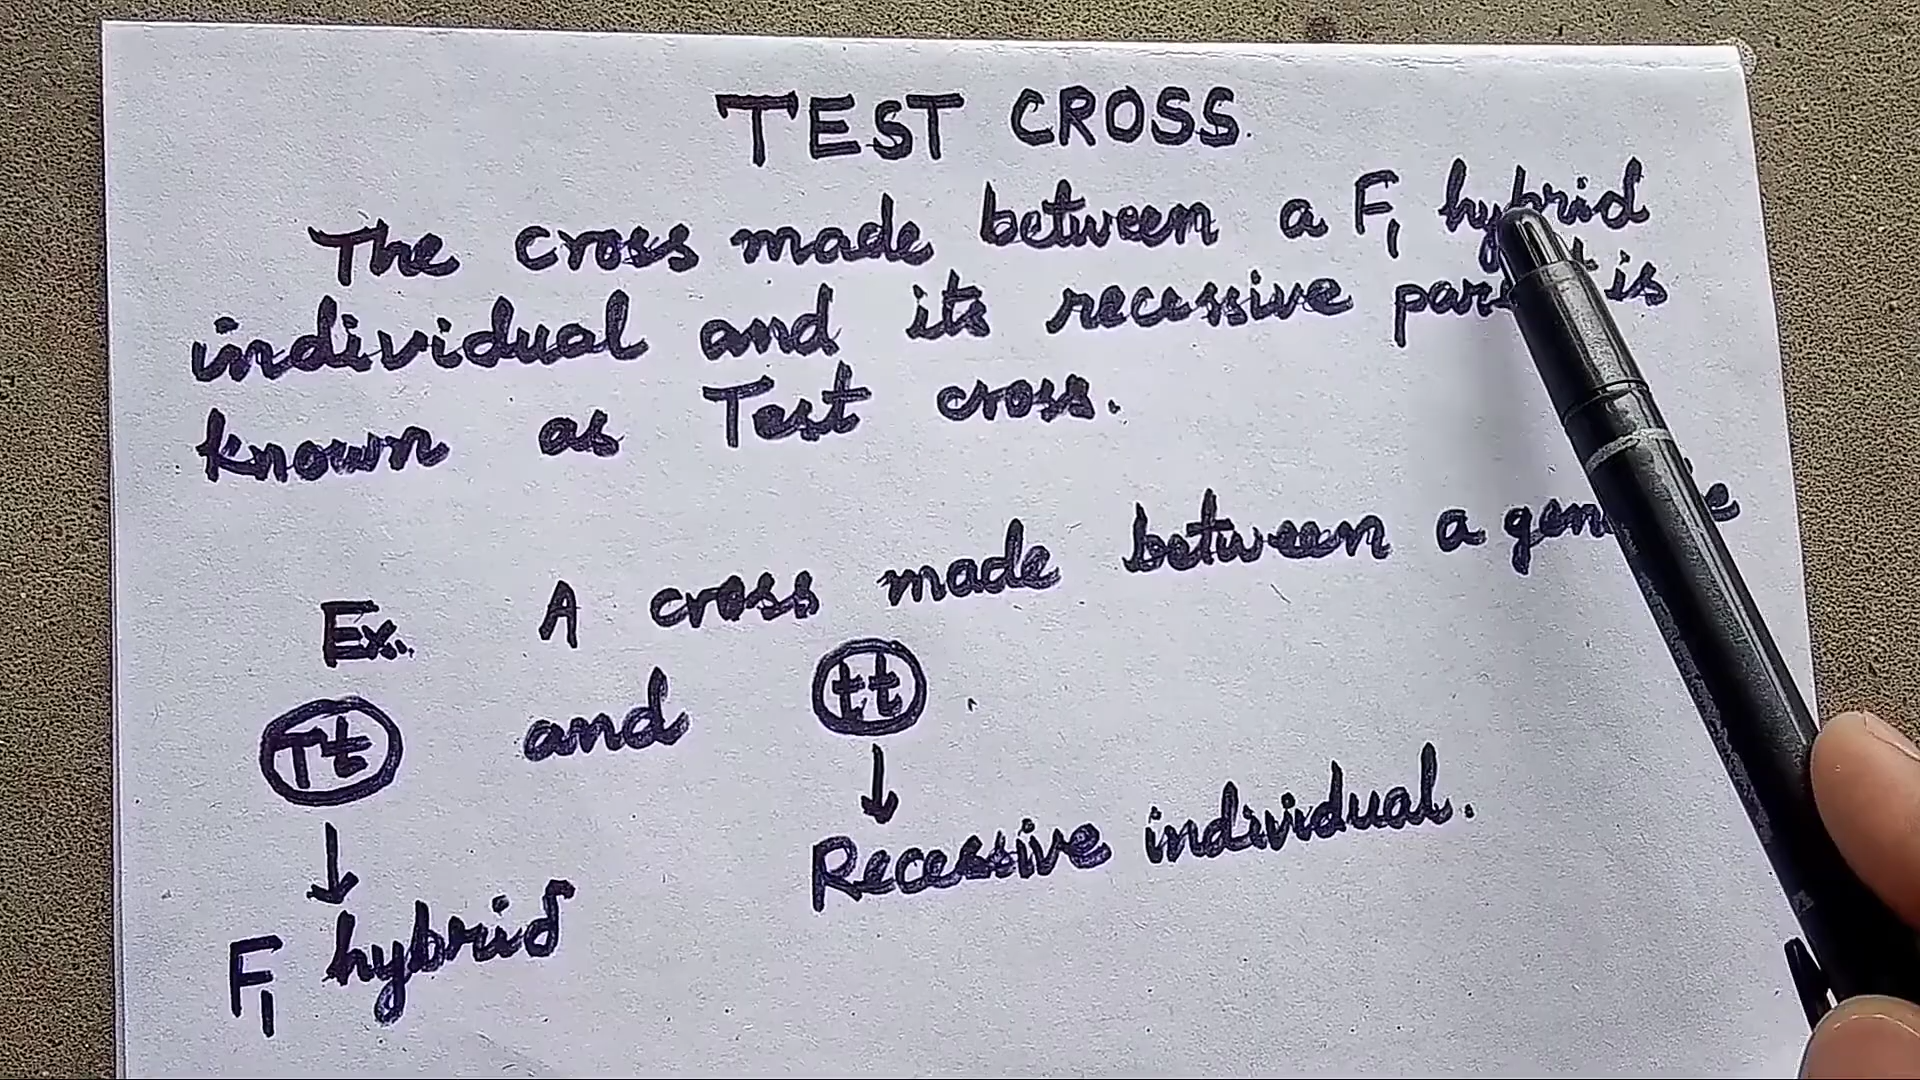 TEST CROSS.
The cross made between a F1 hybrid
individual and its recessive is
known as Test cross.
Ex. A cross made between a
Tt and tt.
F1 hybrid Recessive individual.